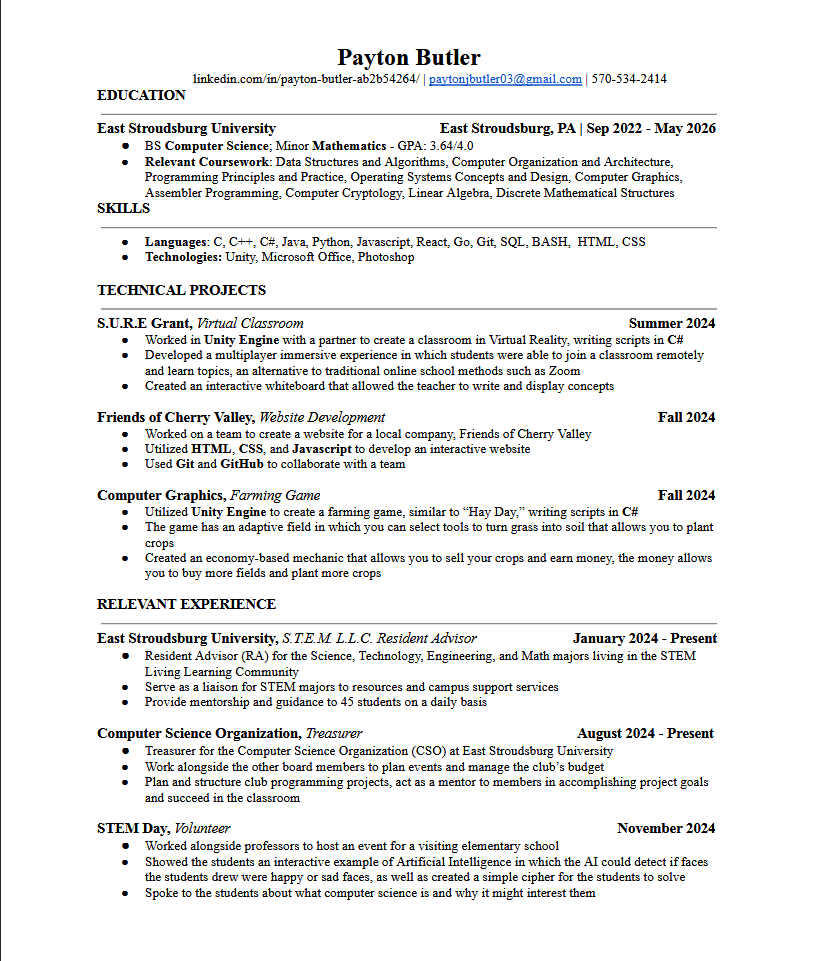 Payton Butler
linkedin.com/in/payton-butler-ab2b54264/ | paytonjbutler03@gmail.com | 570-534-2414
EDUCATION
East Stroudsburg University East Stroudsburg, PA | Sep 2022 - May 2026
● BS Computer Science; Minor Mathematics - GPA: 3.64/4.0
● Relevant Coursework: Data Structures and Algorithms, Computer Organization and Architecture,
Programming Principles and Practice, Operating Systems Concepts and Design, Computer Graphics,
Assembler Programming, Computer Cryptology, Linear Algebra, Discrete Mathematical Structures
SKILLS
● Languages: C, C++, C#, Java, Python, Javascript, React, Go, Git, SQL, BASH, HTML, CSS
● Technologies: Unity, Microsoft Office, Photoshop
TECHNICAL PROJECTS
S.U.R.E Grant, Virtual Classroom Summer 2024
● Worked in Unity Engine with a partner to create a classroom in Virtual Reality, writing scripts in C#
● Developed a multiplayer immersive experience in which students were able to join a classroom remotely
and learn topics, an alternative to traditional online school methods such as Zoom
● Created an interactive whiteboard that allowed the teacher to write and display concepts
Friends of Cherry Valley, Website Development Fall 2024
● Worked on a team to create a website for a local company, Friends of Cherry Valley
● Utilized HTML, CSS, and Javascript to develop an interactive website
● Used Git and GitHub to collaborate with a team
Computer Graphics, Farming Game Fall 2024
● Utilized Unity Engine to create a farming game, similar to “Hay Day,” writing scripts in C#
● The game has an adaptive field in which you can select tools to turn grass into soil that allows you to plant
crops
● Created an economy-based mechanic that allows you to sell your crops and earn money, the money allows
you to buy more fields and plant more crops
RELEVANT EXPERIENCE
East Stroudsburg University, S.T.E.M. L.L.C. Resident Advisor January 2024 - Present
● Resident Advisor (RA) for the Science, Technology, Engineering, and Math majors living in the STEM
Living Learning Community
● Serve as a liaison for STEM majors to resources and campus support services
● Provide mentorship and guidance to 45 students on a daily basis
Computer Science Organization, Treasurer August 2024 - Present
● Treasurer for the Computer Science Organization (CSO) at East Stroudsburg University
● Work alongside the other board members to plan events and manage the club’s budget
● Plan and structure club programming projects, act as a mentor to members in accomplishing project goals
and succeed in the classroom
STEM Day, Volunteer November 2024
● Worked alongside professors to host an event for a visiting elementary school
● Showed the students an interactive example of Artificial Intelligence in which the AI could detect if faces
the students drew were happy or sad faces, as well as created a simple cipher for the students to solve
● Spoke to the students about what computer science is and why it might interest them